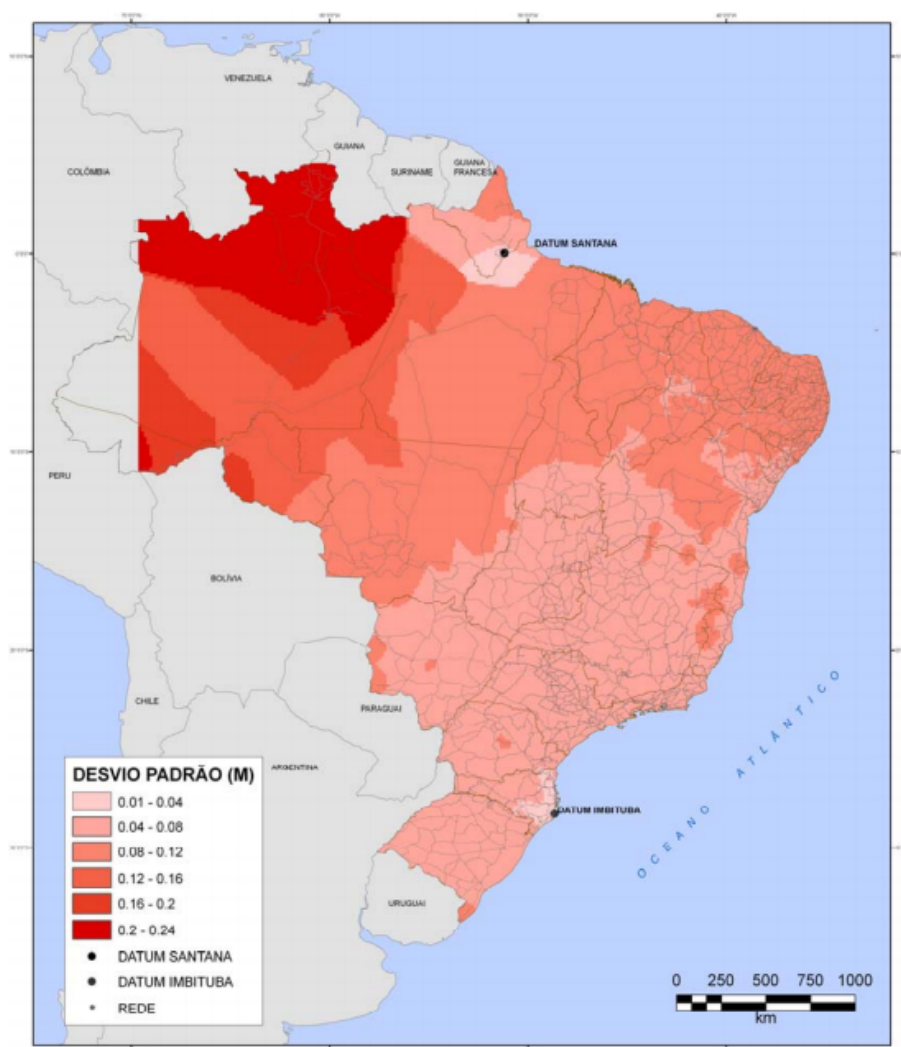 VENEZUELA
GUIANA
COLÔMBIA
SURINAME
GUIANA
FRANCESA
DATUM SANTANA
PERU
BOLÍVIA
CHILE
PARAGUAI
ARGENTINA
OCEANO ATLÂNTICO
DATUM IMBITUBA
URUGUAI
DESVIO PADRÃO (M)
0.01 - 0.04
0.04 - 0.08
0.08 - 0.12
0.12 - 0.16
0.16 - 0.2
0.2 - 0.24
DATUM SANTANA
DATUM IMBITUBA
REDE
0 250 500 750 1000
km